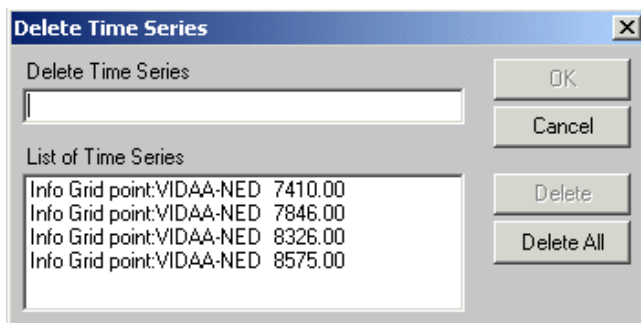 Delete Time Series
Delete Time Series
OK
Cancel
List of Time Series
Info Grid point:VIDAA-NED 7410.00
Info Grid point:VIDAA-NED 7846.00
Info Grid point:VIDAA-NED 8326.00
Info Grid point:VIDAA-NED 8575.00
Delete
Delete All